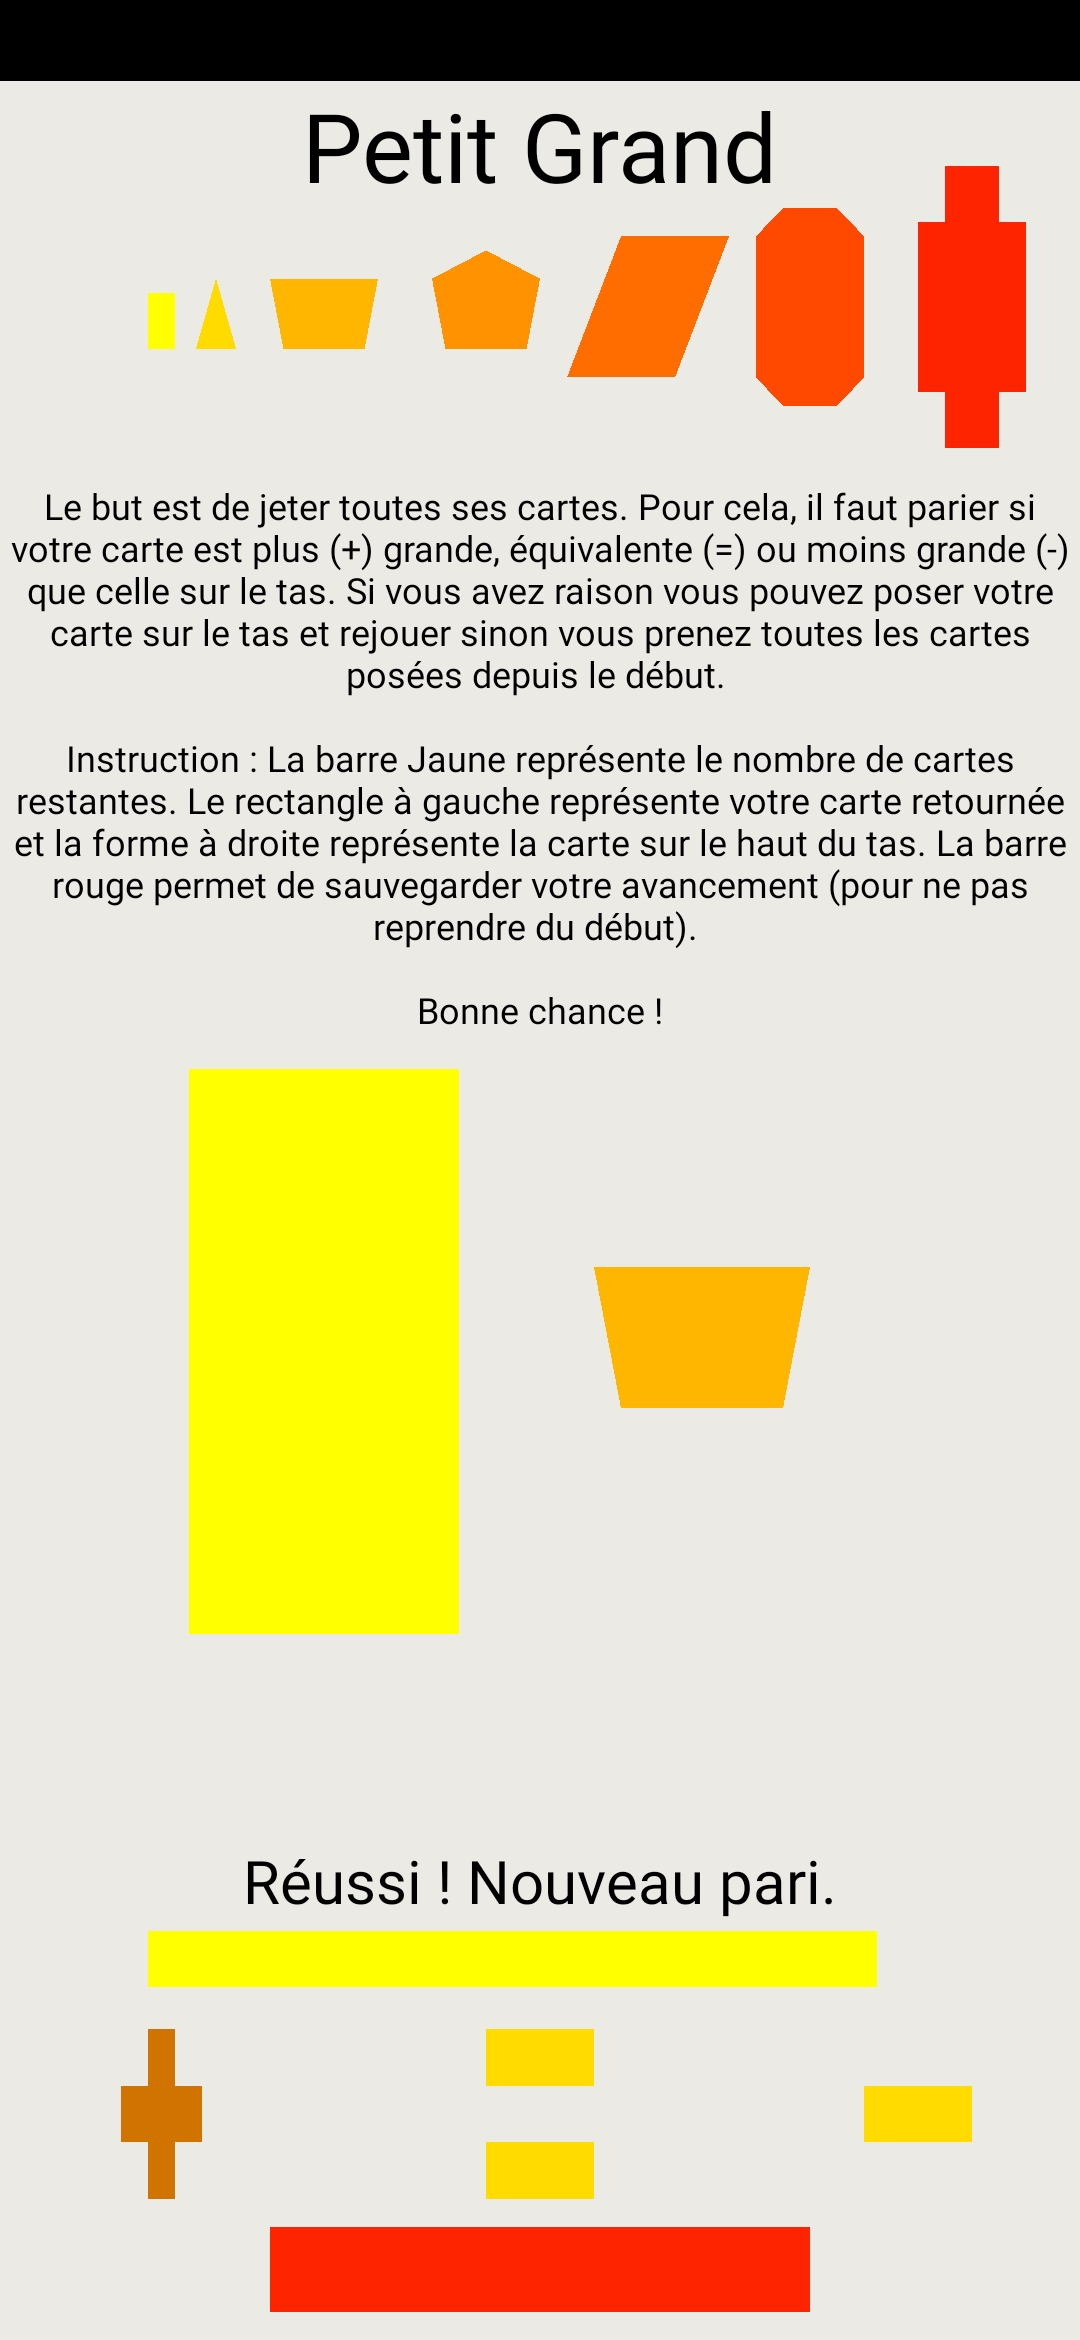 Petit Grand
Le but est de jeter toutes ses cartes. Pour cela, il faut parier si
votre carte est plus (+) grande, équivalente (=) ou moins grande (-)
que celle sur le tas. Si vous avez raison vous pouvez poser votre
carte sur le tas et rejouer sinon vous prenez toutes les cartes
posées depuis le début.
Instruction : La barre Jaune représente le nombre de cartes
restantes. Le rectangle à gauche représente votre carte retournée
et la forme à droite représente la carte sur le haut du tas. La barre
rouge permet de sauvegarder votre avancement (pour ne pas
reprendre du début).
Bonne chance !
Réussi ! Nouveau pari.